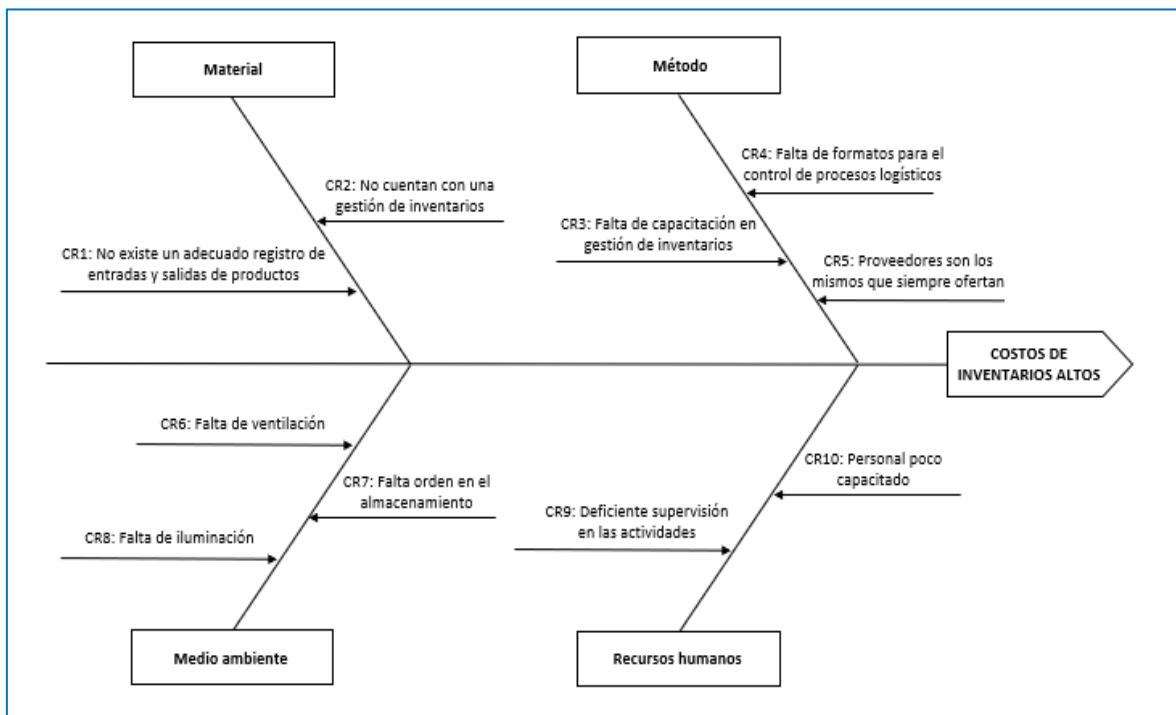 Material
Método
CR4: Falta de formatos para el
control de procesos logísticos
CR2: No cuentan con una
gestión de inventarios
CR3: Falta de capacitación en
gestión de inventarios
CR1: No existe un adecuado registro de
entradas y salidas de productos
CR5: Proveedores son los
mismos que siempre ofertan
COSTOS DE
INVENTARIOS ALTOS
CR6: Falta de ventilación
CR7: Falta orden en el
almacenamiento
CR10: Personal poco
capacitado
CR8: Falta de iluminación
CR9: Deficiente supervisión
en las actividades
Medio ambiente
Recursos humanos